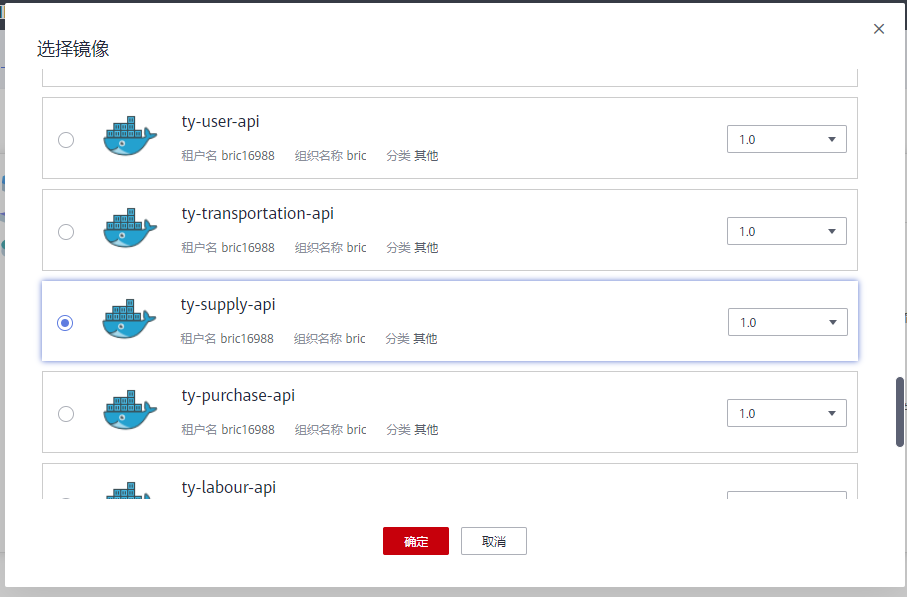 选择镜像
ty-user-api
租户名 bric16988 组织名称 bric 分类 其他
1.0
ty-transportation-api
租户名 bric16988 组织名称 bric 分类 其他
1.0
ty-supply-api
租户名 bric16988 组织名称 bric 分类 其他
1.0
ty-purchase-api
租户名 bric16988 组织名称 bric 分类 其他
1.0
ty-labour-api
确定 取消